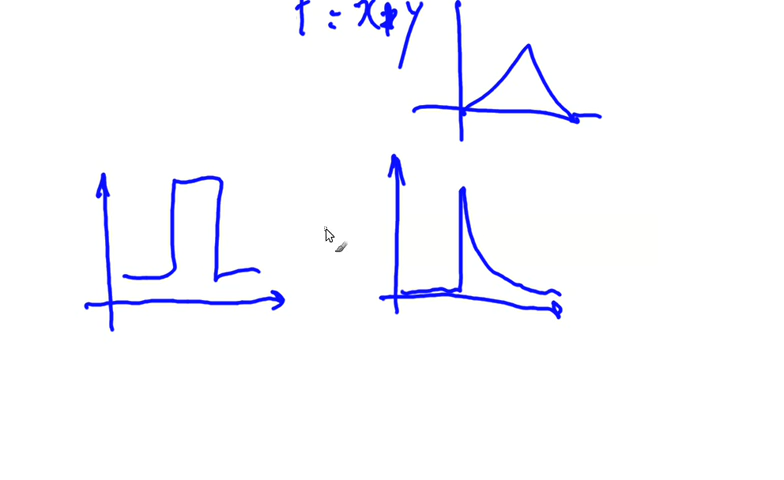 f = x * y